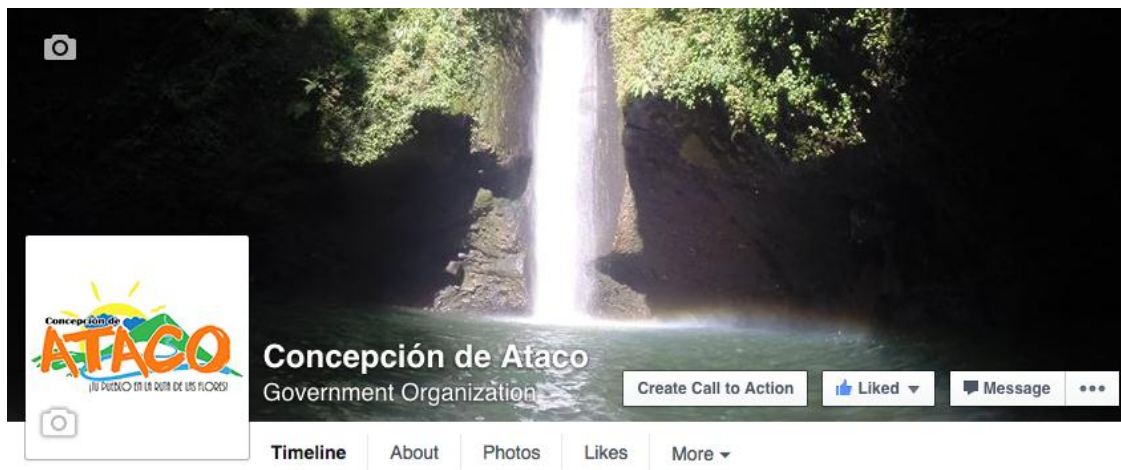 Concepción de
ATACO
¡TU PUEBLO EN LA RUTA DE LAS FLORES!
Concepción de Ataco
Government Organization
Create Call to Action
Liked
Message
Timeline
About
Photos
Likes
More